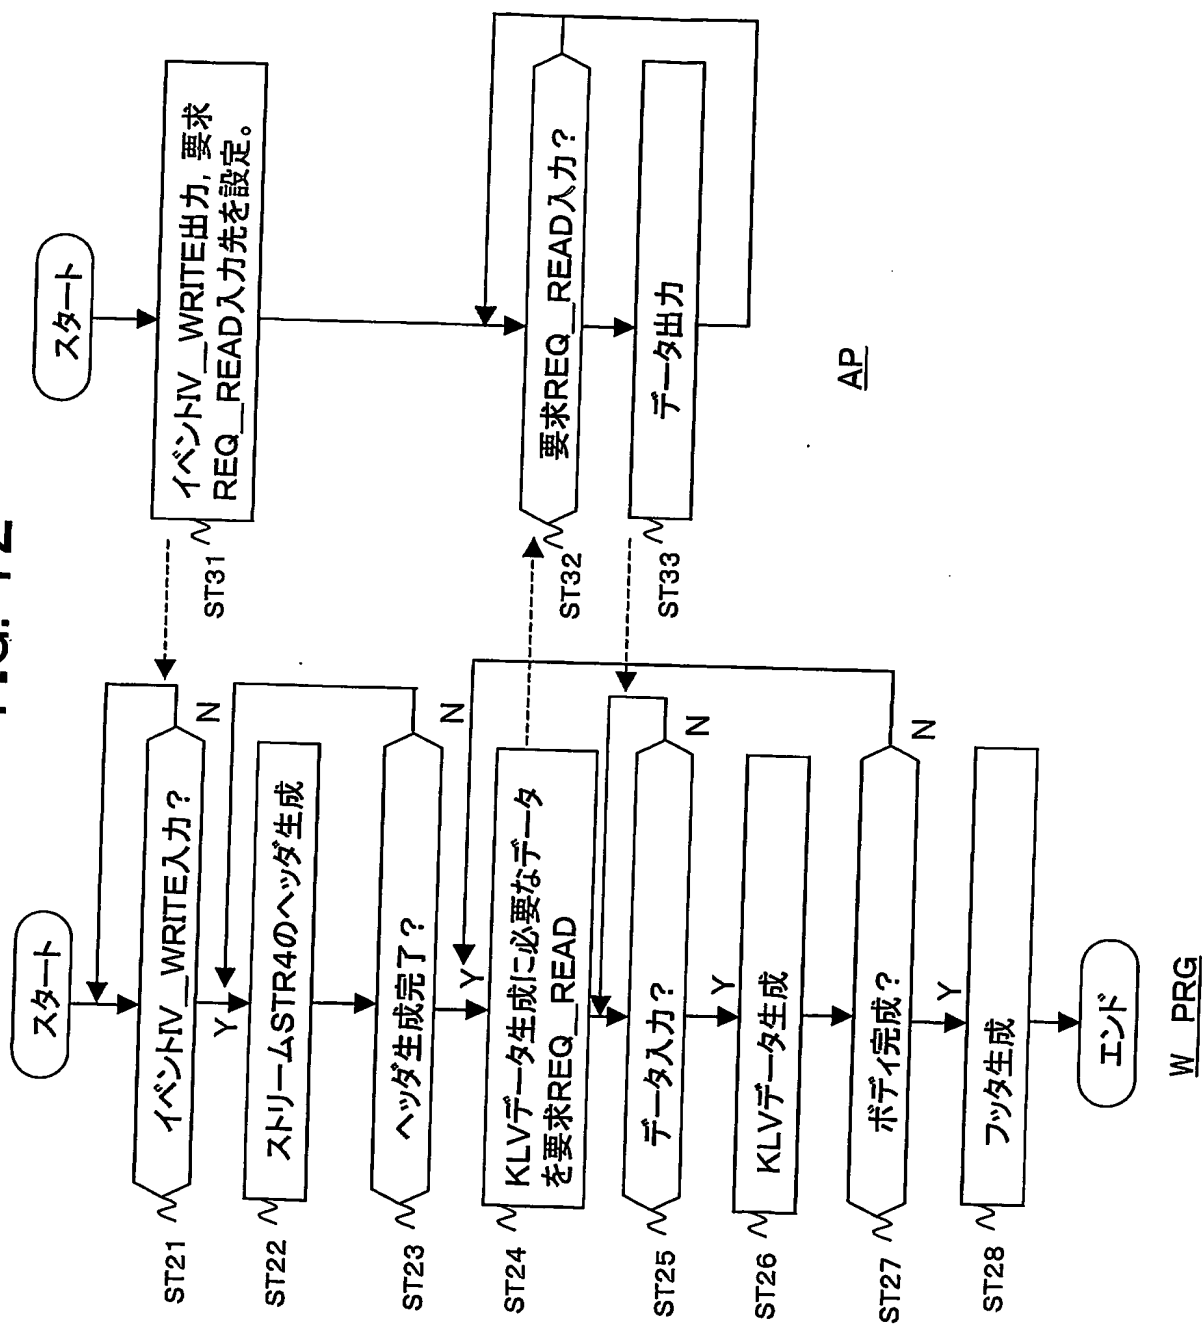 FIG. 12
スタート
ST21
イベントIV__WRITE入力？
N
Y
ST22
ストリームSTR4のヘッダ生成
ST23
ヘッダ生成完了？
N
Y
ST24
KLVデータ生成に必要なデータ
を要求REQ__READ
ST25
データ入力？
N
Y
ST26
KLVデータ生成
ST27
ボディ完成？
N
Y
ST28
フッタ生成
エンド
W__PRG
スタート
ST31
イベントIV__WRITE出力，要求
REQ__READ入力先を設定。
ST32
要求REQ__READ入力？
ST33
データ出力
AP